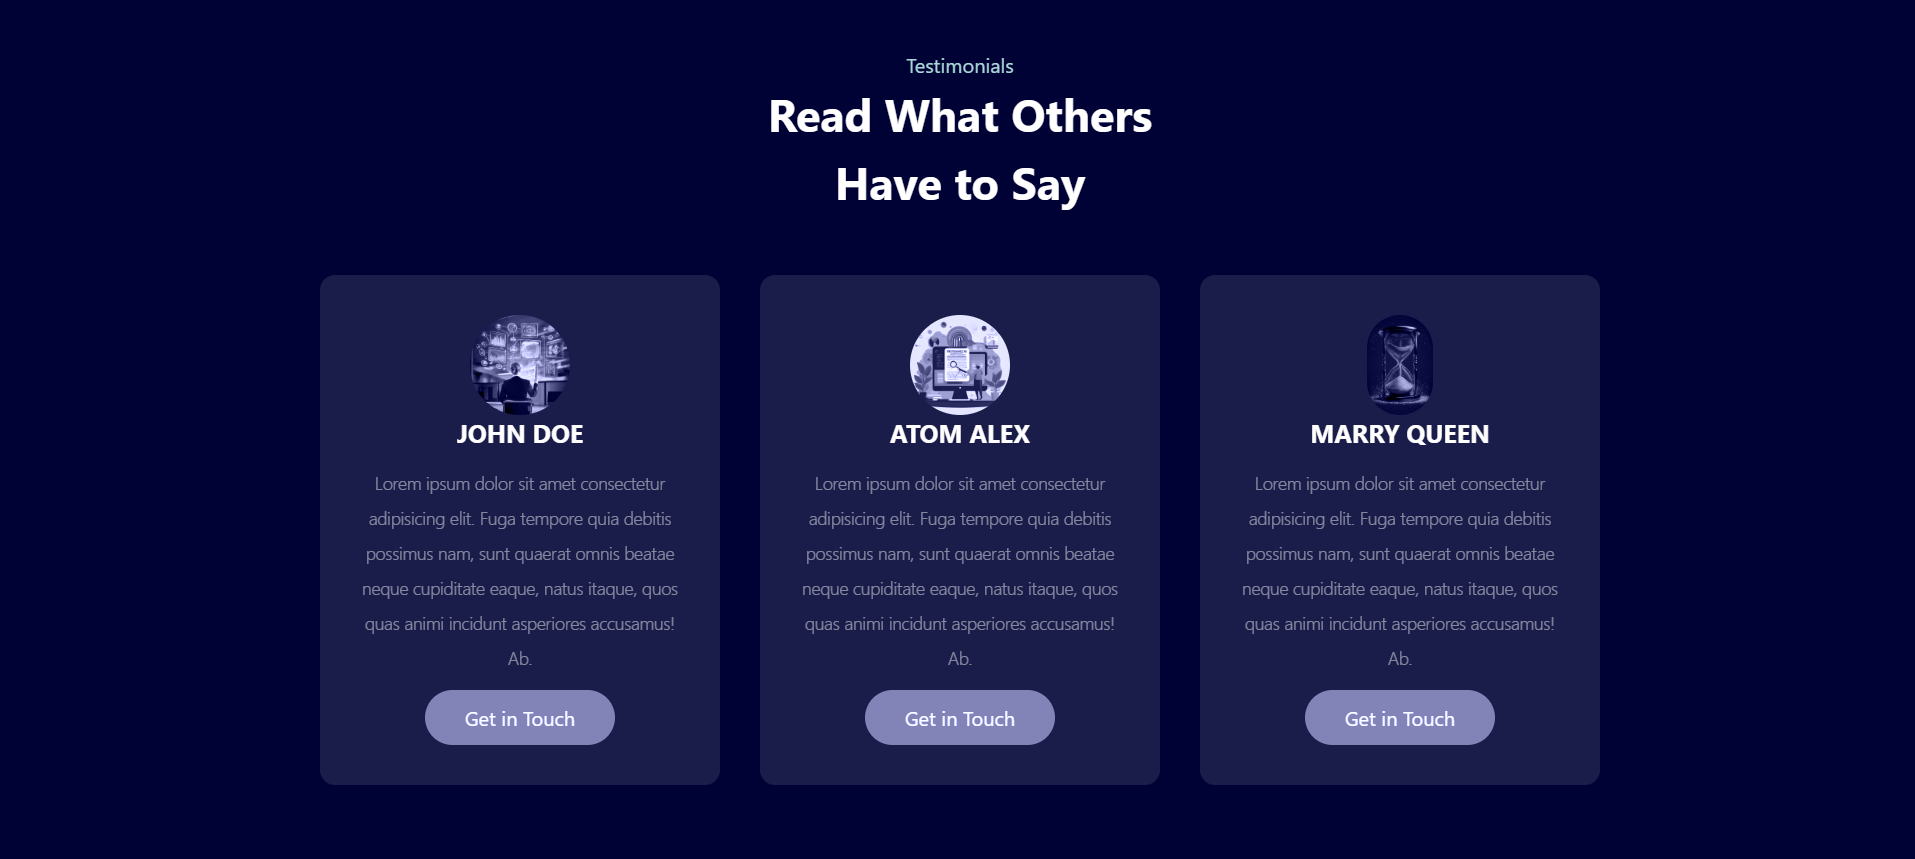 Testimonials
Read What Others
Have to Say
JOHN DOE
Lorem ipsum dolor sit amet consectetur
adipisicing elit. Fuga tempore quia debitis
possimus nam, sunt quaerat omnis beatae
neque cupiditate eaque, natus itaque, quos
quas animi incidunt asperiores accusamus!
Ab.
Get in Touch
ATOM ALEX
Lorem ipsum dolor sit amet consectetur
adipisicing elit. Fuga tempore quia debitis
possimus nam, sunt quaerat omnis beatae
neque cupiditate eaque, natus itaque, quos
quas animi incidunt asperiores accusamus!
Ab.
Get in Touch
MARRY QUEEN
Lorem ipsum dolor sit amet consectetur
adipisicing elit. Fuga tempore quia debitis
possimus nam, sunt quaerat omnis beatae
neque cupiditate eaque, natus itaque, quos
quas animi incidunt asperiores accusamus!
Ab.
Get in Touch